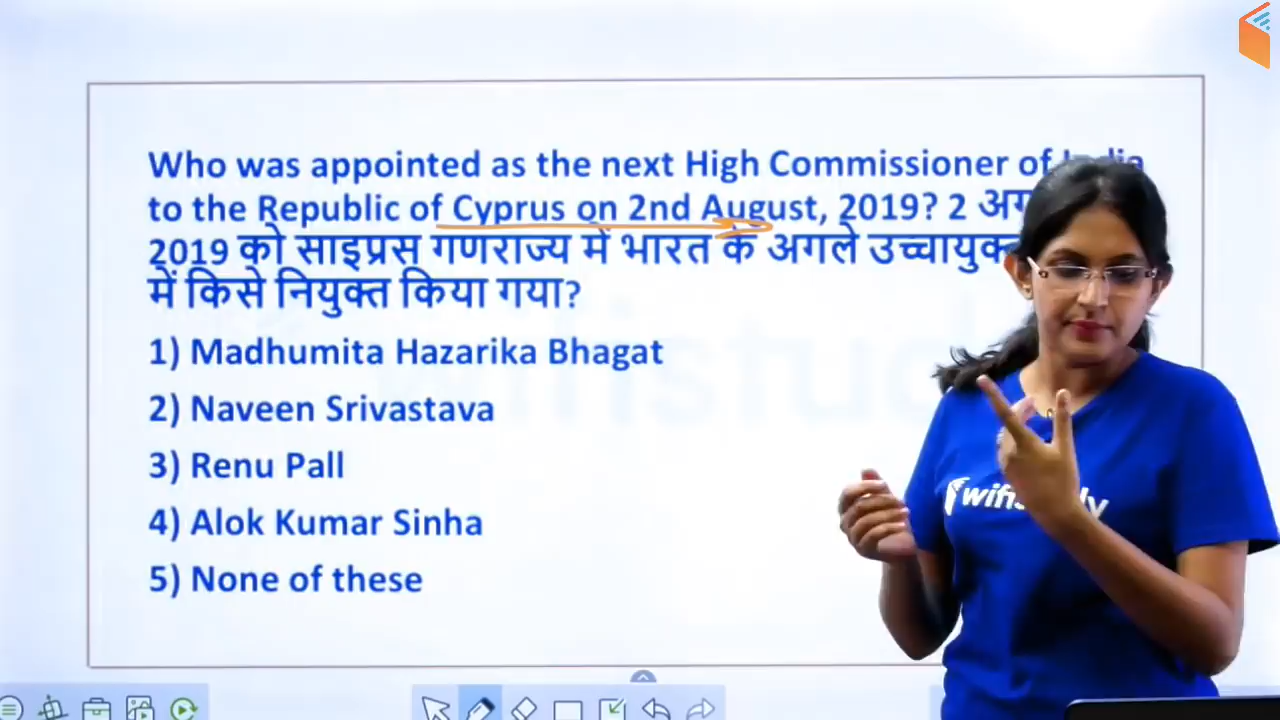 Who was appointed as the next High Commissioner of India
to the Republic of Cyprus on 2nd August, 2019? 2
2019 को साइप्रस गणराज्य में भारत के अगले उच्चायुक्त
में किसे नियुक्त किया गया?
1) Madhumita Hazarika Bhagat
2) Naveen Srivastava
3) Renu Pall
4) Alok Kumar Sinha
5) None of these
wifistudy